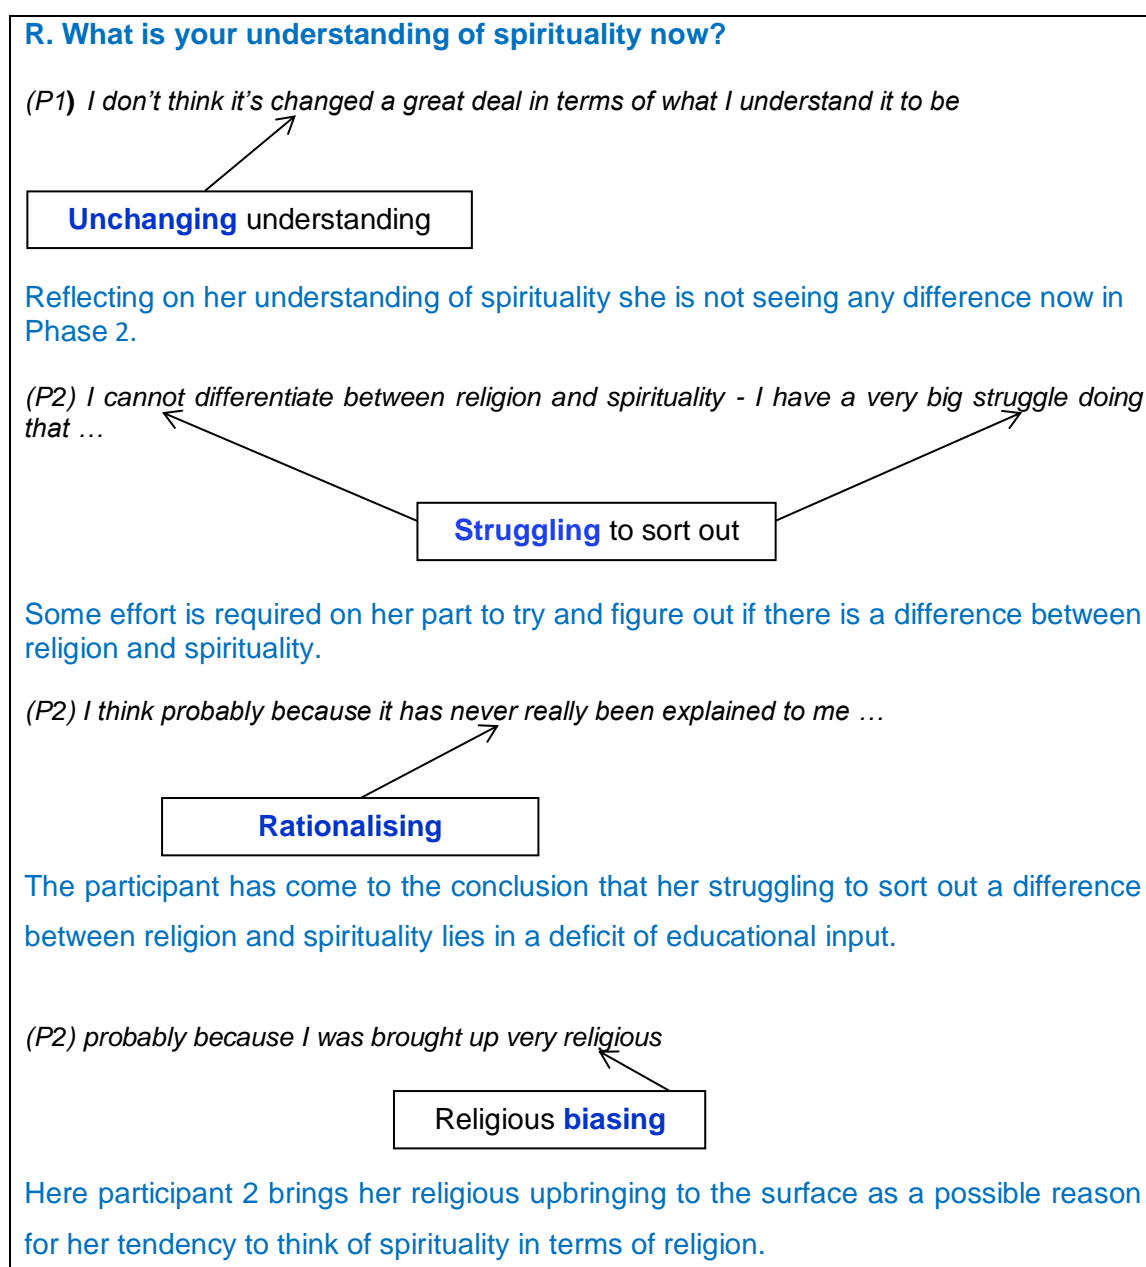 R. What is your understanding of spirituality now?
(P1) I don’t think it’s changed a great deal in terms of what I understand it to be
Unchanging understanding
Reflecting on her understanding of spirituality she is not seeing any difference now in
Phase 2.
(P2) I cannot differentiate between religion and spirituality - I have a very big struggle doing
that …
Struggling to sort out
Some effort is required on her part to try and figure out if there is a difference between
religion and spirituality.
(P2) I think probably because it has never really been explained to me …
Rationalising
The participant has come to the conclusion that her struggling to sort out a difference
between religion and spirituality lies in a deficit of educational input.
(P2) probably because I was brought up very religious
Religious biasing
Here participant 2 brings her religious upbringing to the surface as a possible reason
for her tendency to think of spirituality in terms of religion.